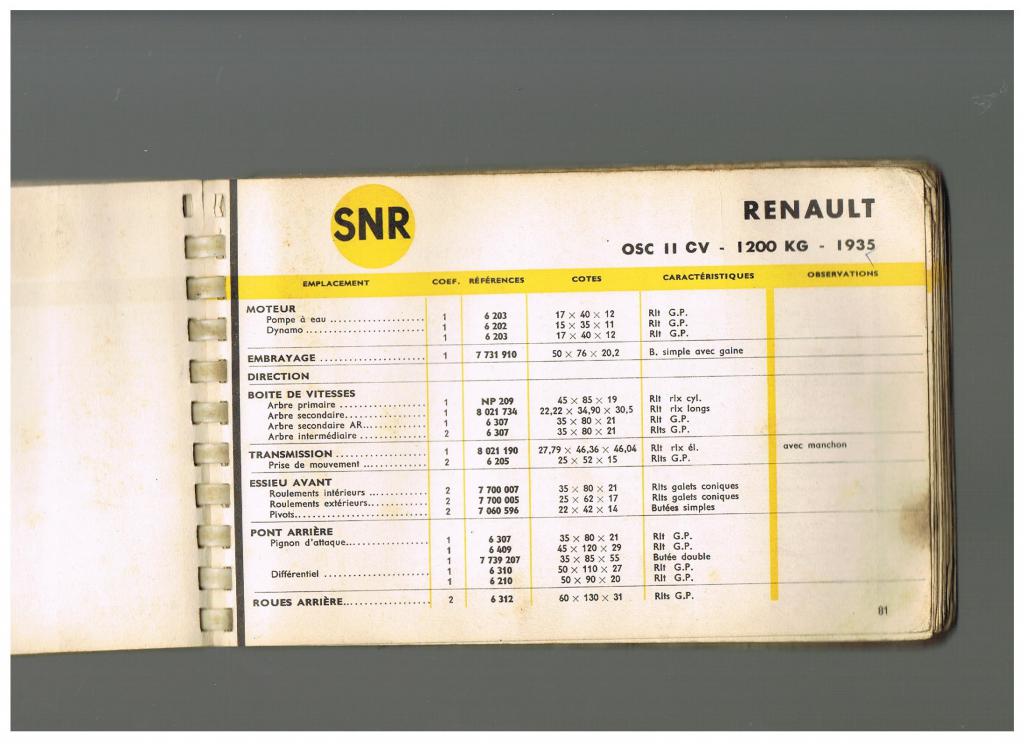 SNR
RENAULT
OSC 11 CV - 1200 KG - 1935
EMPLACEMENT COEF. RÉFÉRENCES COTES CARACTÉRISTIQUES OBSERVATIONS
MOTEUR
Pompe à eau ........ 1 6 203 17 × 40 × 12 Rlt G.P.
Dynamo ........ 1 6 202 15 × 35 × 11 Rlt G.P.
1 6 203 17 × 40 × 12 Rlt G.P.
EMBRAYAGE ........ 1 7 731 910 50 × 76 × 20,2 B. simple avec gaine
DIRECTION
BOITE DE VITESSES
Arbre primaire ........ 1 NP 209 45 × 85 × 19 Rlt rlx cyl.
Arbre secondaire ........ 1 8 021 734 22,22 × 34,90 × 30,5 Rlt rlx longs
Arbre secondaire AR ........ 1 6 307 35 × 80 × 21 Rlt G.P.
Arbre intermédiaire ........ 2 6 307 35 × 80 × 21 Rlts G.P.
TRANSMISSION ........ 1 8 021 190 27,79 × 46,36 × 46,04 Rlt rlx él. avec manchon
Prise de mouvement ........ 2 6 205 25 × 52 × 15 Rlts G.P.
ESSIEU AVANT
Roulements intérieurs ........ 2 7 700 007 35 × 80 × 21 Rlts galets coniques
Roulements extérieurs ........ 2 7 700 005 25 × 62 × 17 Rlts galets coniques
Pivots ........ 2 7 060 596 22 × 42 × 14 Butées simples
PONT ARRIÈRE
Pignon d'attaque ........ 1 6 307 35 × 80 × 21 Rlt G.P.
1 6 409 45 × 120 × 29 Rlt G.P.
1 7 739 207 35 × 85 × 55 Butée double
Différentiel ........ 1 6 310 50 × 110 × 27 Rlt G.P.
1 6 210 50 × 90 × 20 Rlt G.P.
ROUES ARRIÈRE ........ 2 6 312 60 × 130 × 31 Rlts G.P.
81